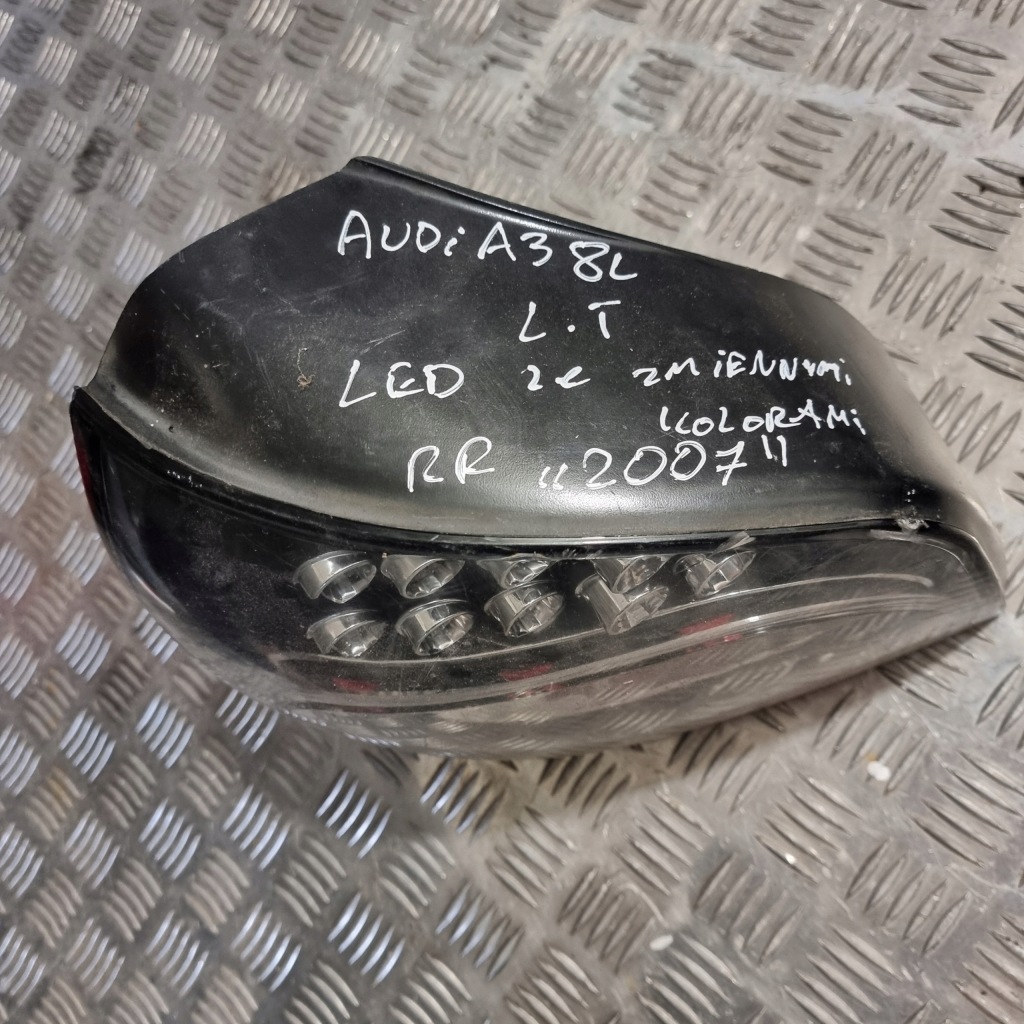 AUDi A3 8L
L.T
LED ze zMiENNYMi
KOLORAMi
RR "2007"